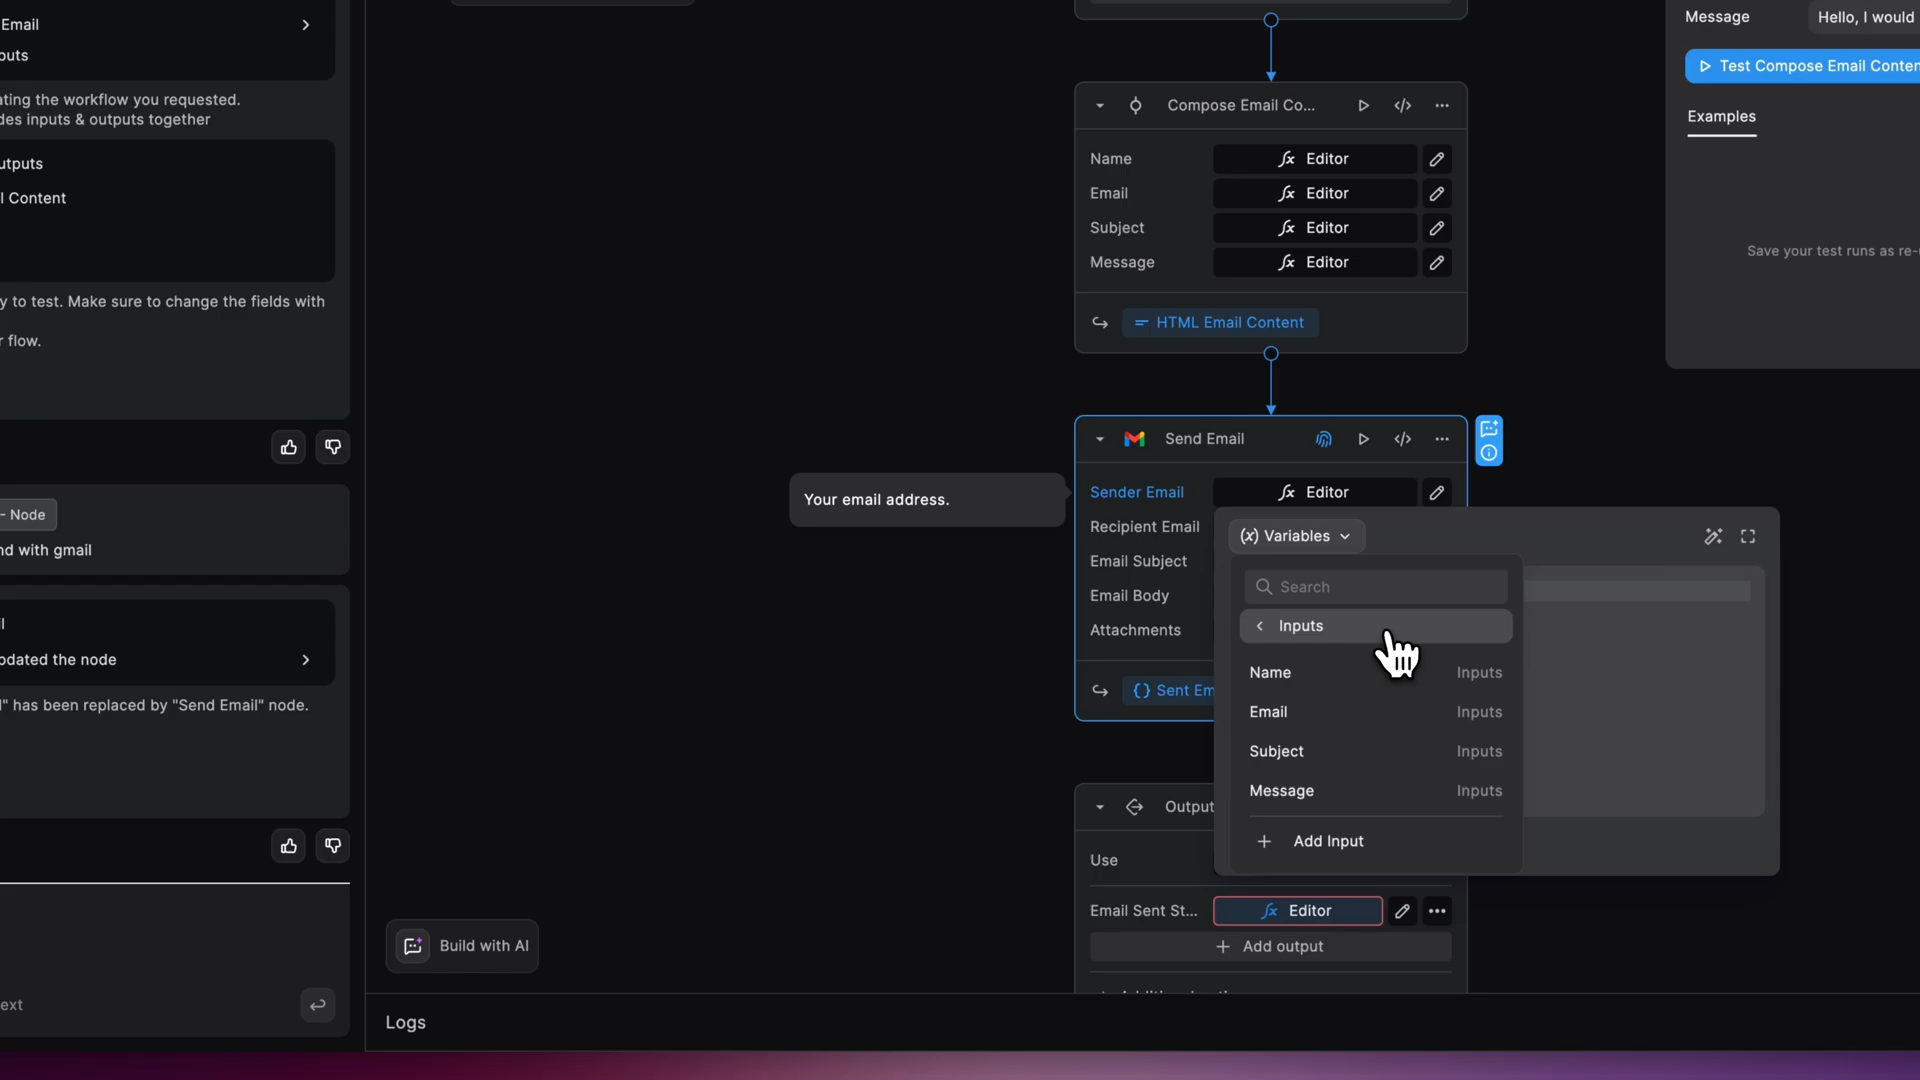 Email
puts
ating the workflow you requested.
des inputs & outputs together
utputs
l Content
y to test. Make sure to change the fields with
r flow.
- Node
nd with gmail
il
pdated the node
l" has been replaced by "Send Email" node.
ext
Build with AI
Logs
Compose Email Co...
Name
Editor
Email
Editor
Subject
Editor
Message
Editor
HTML Email Content
Send Email
Your email address.
Sender Email
Editor
Recipient Email
Email Subject
Email Body
Attachments
{} Sent Em
(x) Variables
Search
Inputs
Name Inputs
Email Inputs
Subject Inputs
Message Inputs
+ Add Input
Output
Use
Email Sent St...
Editor
+ Add output
Message
Hello, I would
Test Compose Email Conten
Examples
Save your test runs as re-